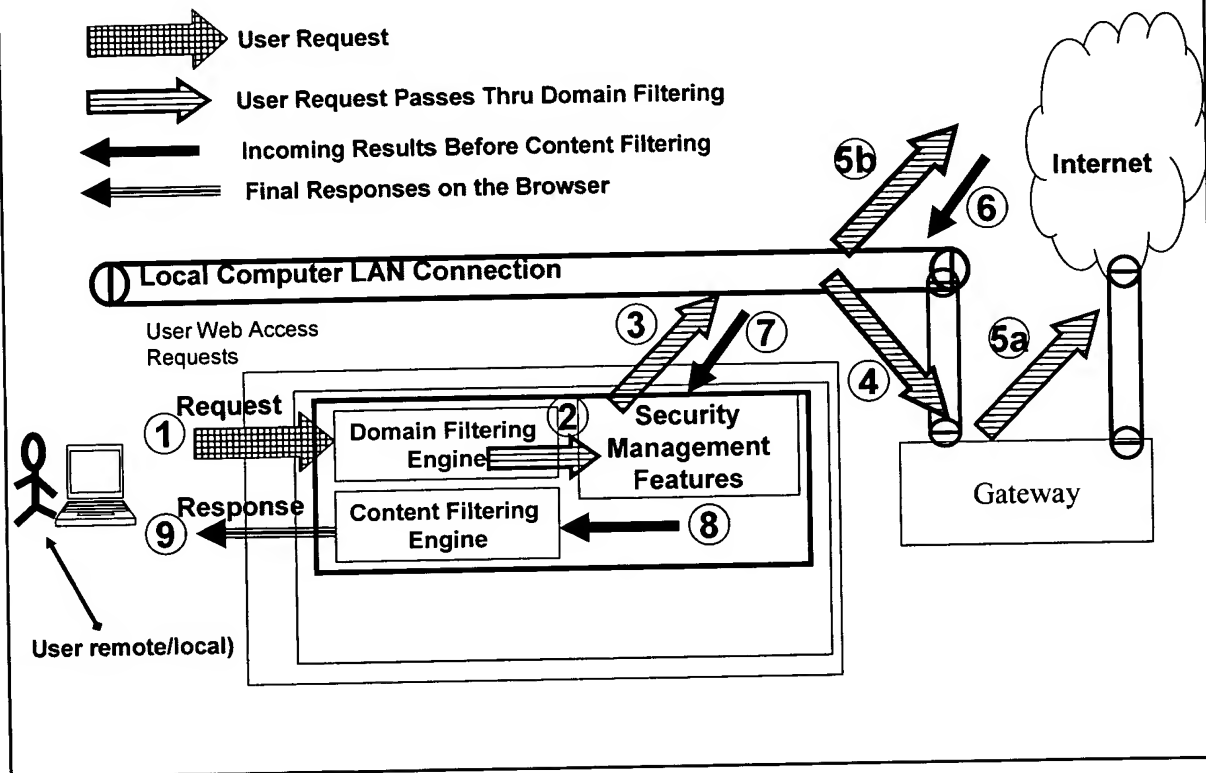 User Request
User Request Passes Thru Domain Filtering
Incoming Results Before Content Filtering
Final Responses on the Browser
5b
Internet
6
Local Computer LAN Connection
User Web Access
Requests
3
7
5a
4
Request
1
2
Domain Filtering
Engine
Security
Management
Features
Gateway
Response
9
Content Filtering
Engine
8
User remote/local)